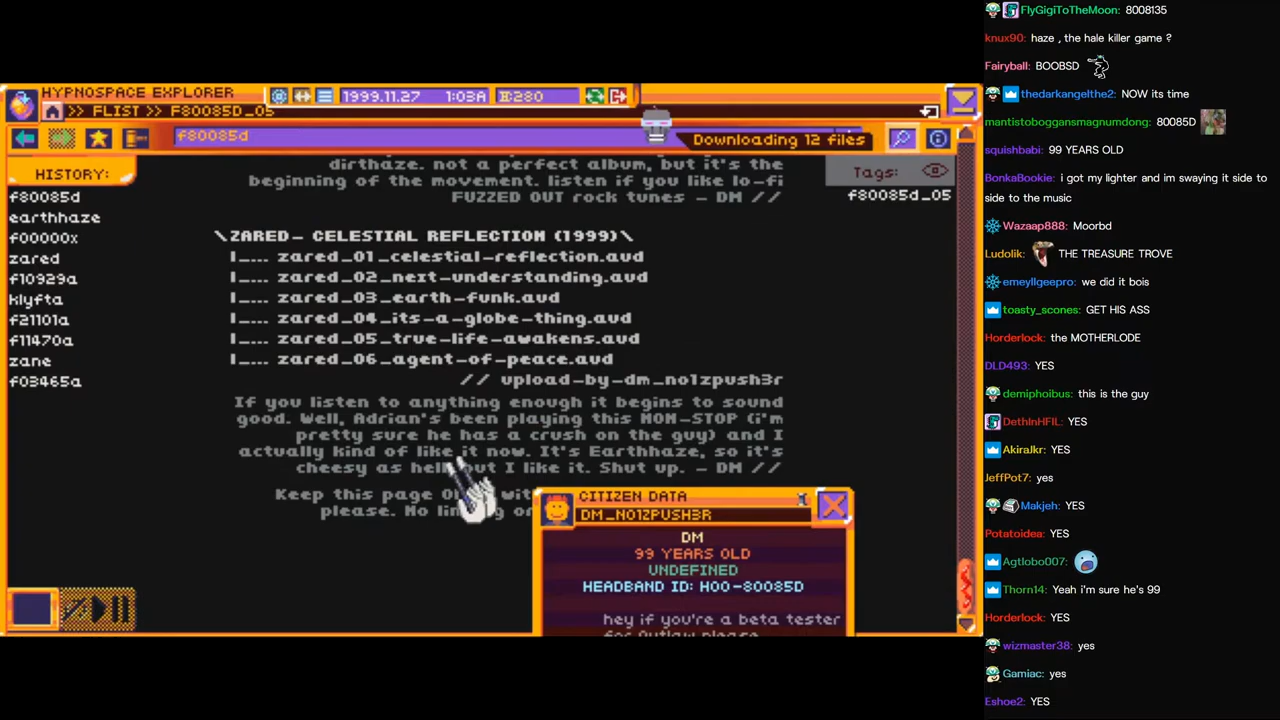 HYPNOSPACE EXPLORER
1999.11.27
1:03A
280
>> FLIST >> F80085D_05
f80085d
Downloading 12 files
HISTORY:
f80085d
earthhaze
f00000x
zared
f10929a
klyfta
f21101a
f11470a
zane
f03465a
Tags:
f80085d_05
dirthaze. not a perfect album, but it's the
beginning of the movement. listen if you like lo-fi
FUZZED OUT rock tunes - DM //
\ZARED- CELESTIAL REFLECTION (1999)\
I.... zared_01_celestial-reflection.avd
I.... zared_02_next-understanding.avd
I.... zared_03_earth-funk.avd
I.... zared_04_its-a-globe-thing.avd
I.... zared_05_true-life-awakens.avd
I.... zared_06_agent-of-peace.avd
// upload-by-dm_no1zpush3r
If you listen to anything enough it begins to sound
good. Well, Adrian's been playing this NON-STOP (i'm
pretty sure he has a crush on the guy) and I
actually kind of like it now. It's Earthhaze, so it's
cheesy as hell but I like it. Shut up. - DM //
Keep this page
please. No
CITIZEN DATA
DM_NO1ZPUSH3R
DM
99 YEARS OLD
UNDEFINED
HEADBAND ID: H00-80085D
hey if you're a beta tester
for Outlaw please
FlyGigiToTheMoon: 8008135
knux90: haze , the hale killer game ?
Fairyball: BOOBSD
thedarkangelthe2: NOW its time
mantistoboggansmagnumdong: 80085D
squishbabi: 99 YEARS OLD
BonkaBookie: i got my lighter and im swaying it side to
side to the music
Wazaap888: Moorbd
Ludolik: THE TREASURE TROVE
emeyllgeepro: we did it bois
toasty_scones: GET HIS ASS
Horderlock: the MOTHERLODE
DLD493: YES
demiphoibus: this is the guy
DethInHFIL: YES
AkiraJkr: YES
JeffPot7: yes
Makjeh: YES
Potatoidea: YES
Agtlobo007:
Thorn14: Yeah i'm sure he's 99
Horderlock: YES
wizmaster38: yes
Gamiac: yes
Eshoe2: YES